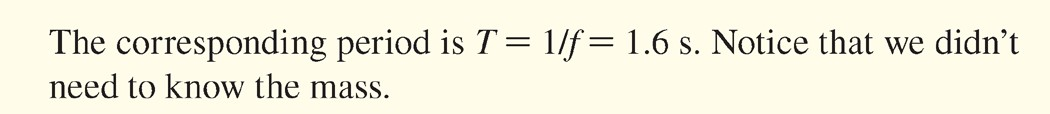 The corresponding period is T = 1/f = 1.6 s. Notice that we didn’t
need to know the mass.